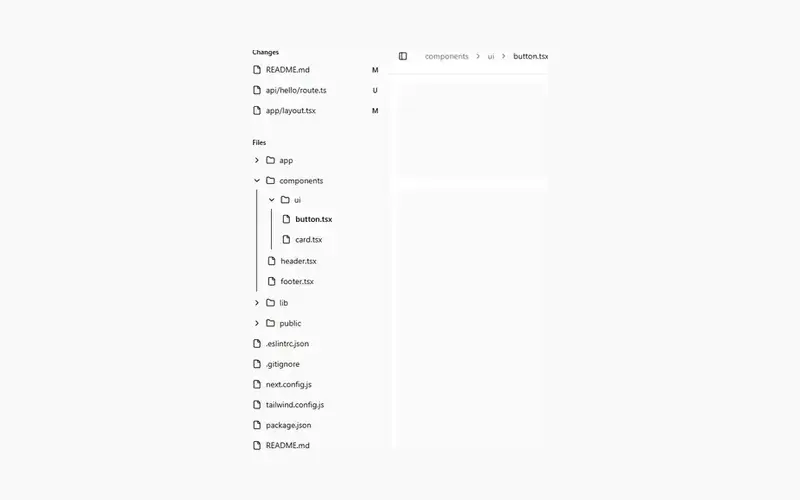 Changes
README.md M
api/hello/route.ts U
app/layout.tsx M
Files
app
components
ui
button.tsx
card.tsx
header.tsx
footer.tsx
lib
public
.eslintrc.json
.gitignore
next.config.js
tailwind.config.js
package.json
README.md
components > ui > button.tsx